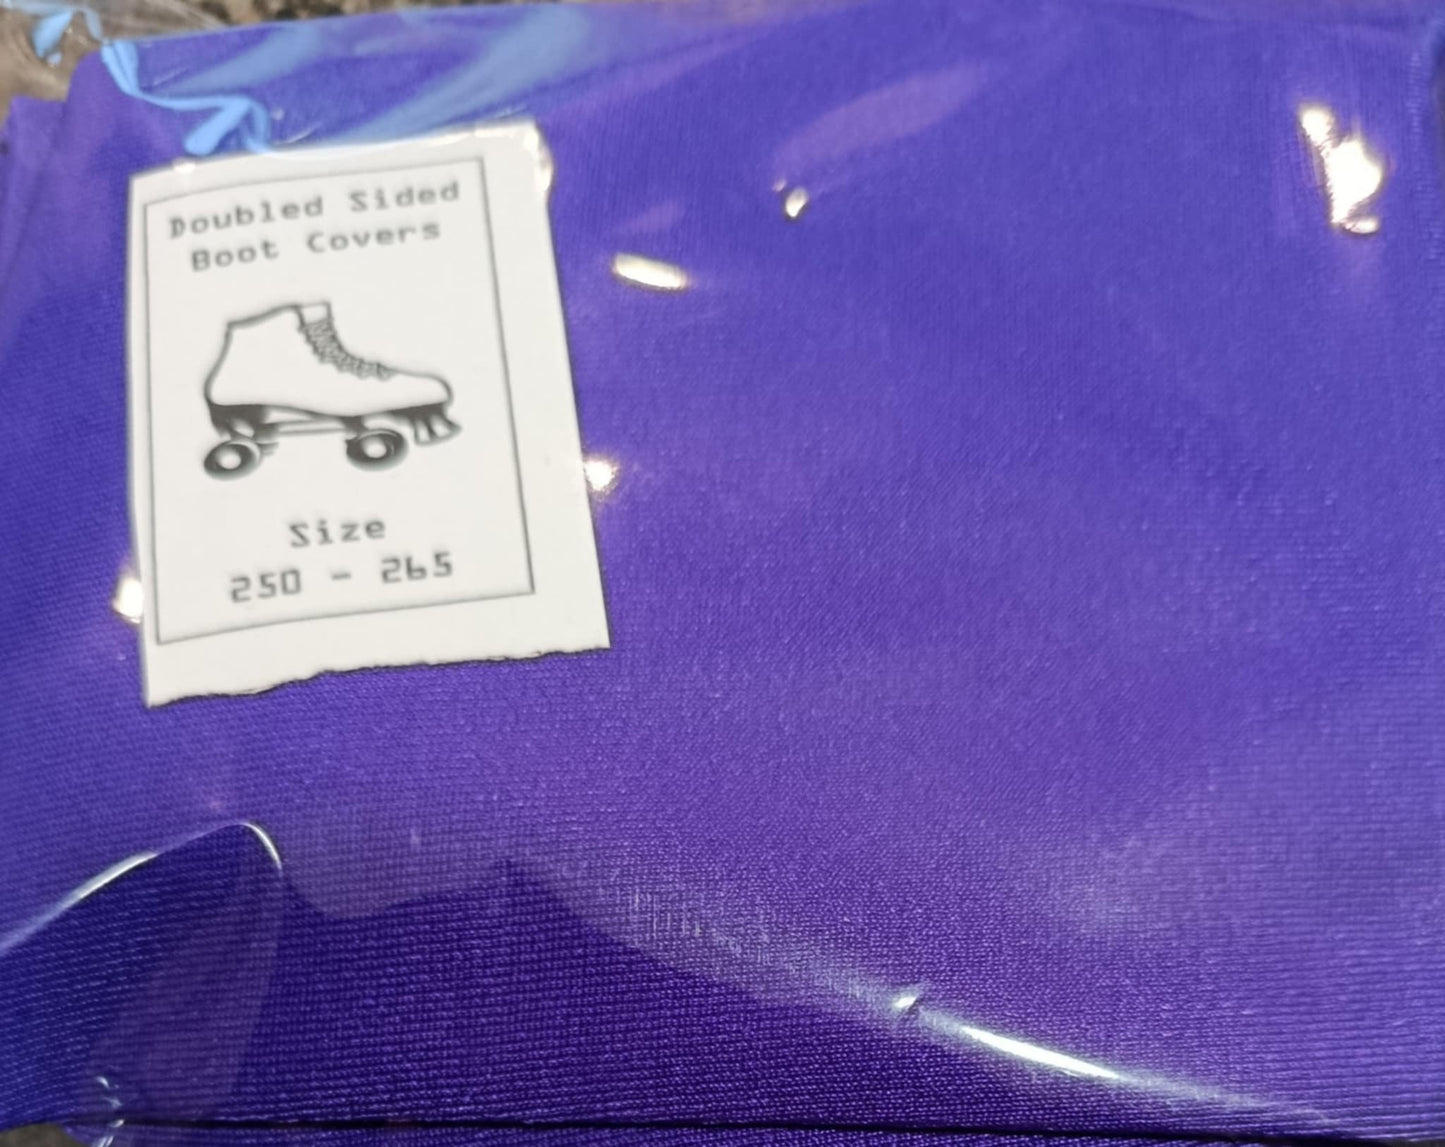 Doubled Sided
Boot Covers
Size
250 - 265